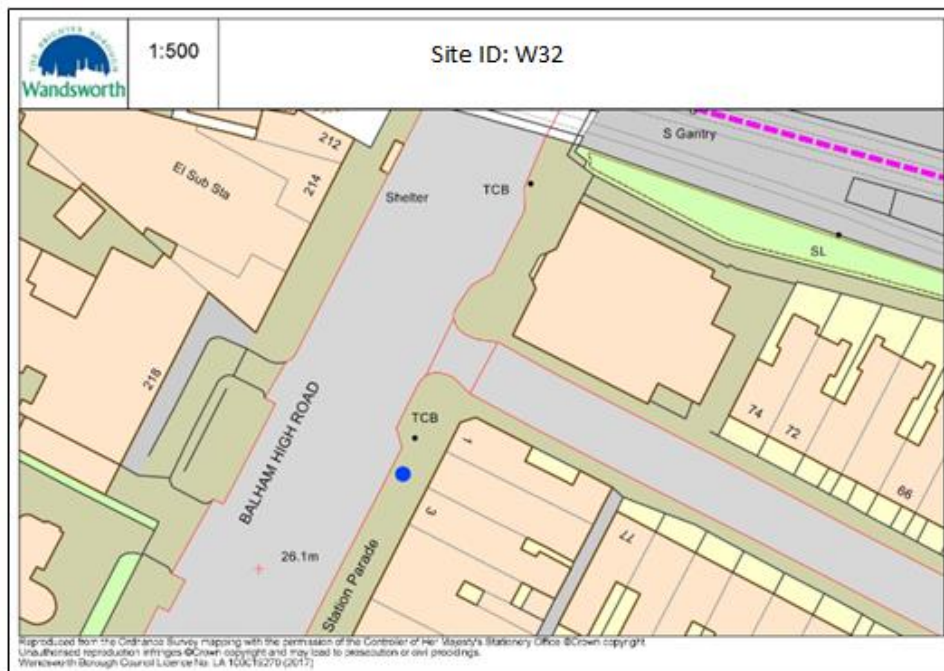 THE BRIGHTER BOROUGH
Wandsworth
1:500
Site ID: W32
212
S Gantry
El Sub Sta
214
TCB
Shelter
SL
218
BALHAM HIGH ROAD
TCB
74
72
1
66
3
77
26.1m
Station Parade
Reproduced from the Ordnance Survey mapping with the permission of the Controller of Her Majesty's Stationery Office ©Crown copyright
Unauthorised reproduction infringes ©Crown copyright and may lead to prosecution or civil proceedings.
Wandsworth Borough Council Licence No. LA (2017)